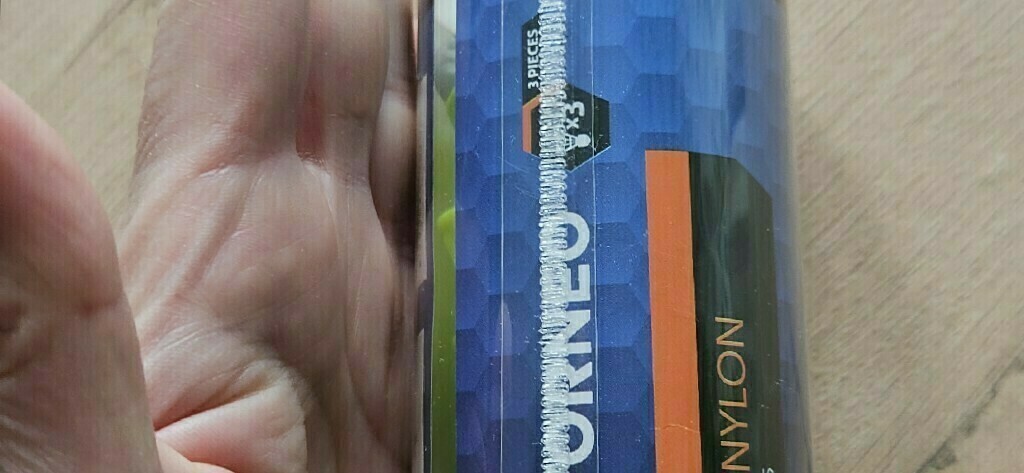 3 PIECES
x3
ORNEO
NYLON